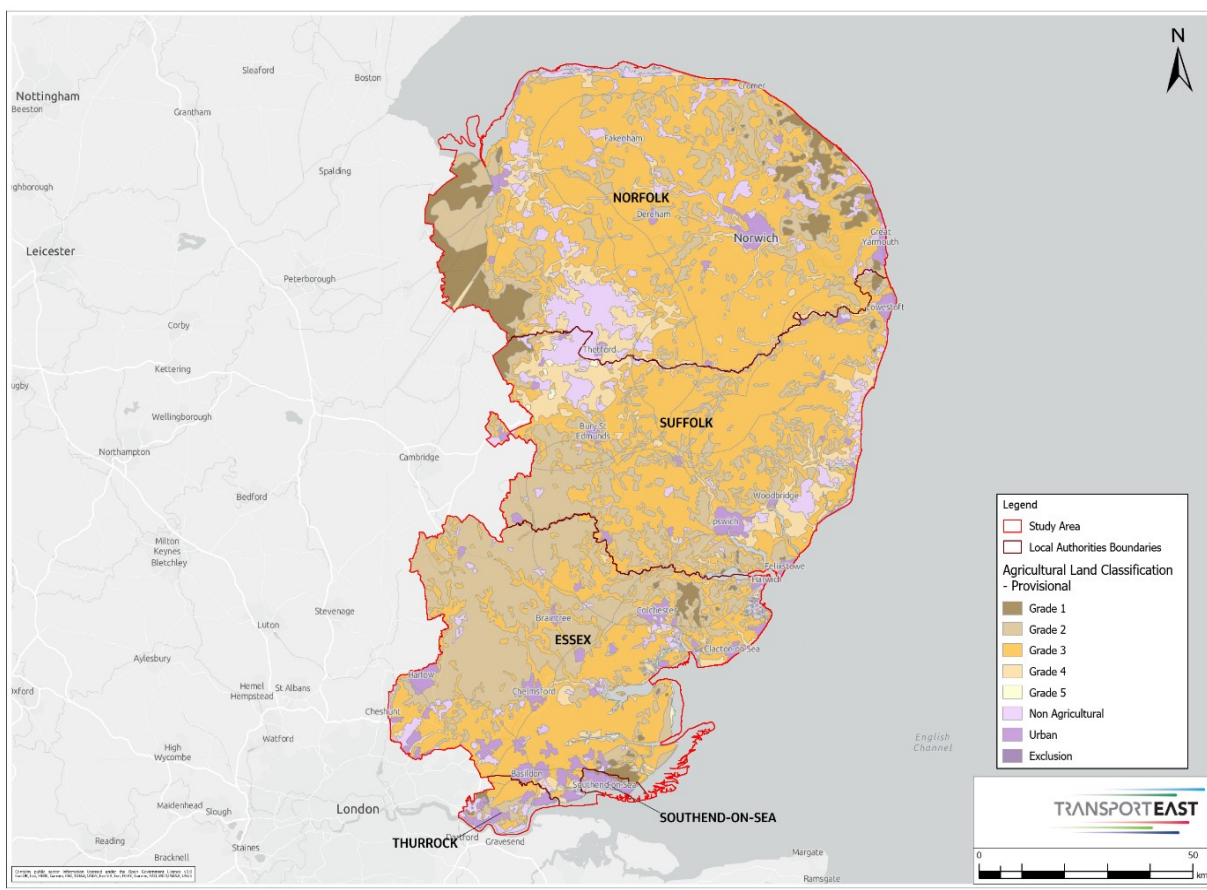 N
Sleaford
Boston
Nottingham
Beeston
Grantham
Cromer
Fakenham
Spalding
NORFOLK
Dereham
Norwich
Leicester
Great
Yarmouth
Peterborough
Lowestoft
Corby
Thetford
Kettering
SUFFOLK
Wellingborough
Bury St
Edmunds
Cambridge
Northampton
Woodbridge
Bedford
pswich
Milton
Keynes
Bletchley
Felixstowe
Harwich
Stevenage
Colchester
Braintree
Luton
ESSEX
Clacton-on-Sea
Aylesbury
Harlow
Hemel
Hempstead
St Albans
Chelmsford
Cheshunt
Watford
High
Wycombe
English
Channel
Basildon
Southend-on-Sea
Maidenhead
Slough
London
SOUTHEND-ON-SEA
THURROCK
Gravesend
Reading
Staines
Bracknell
Margate
Ramsgate
Legend
Study Area
Local Authorities Boundaries
Agricultural Land Classification
- Provisional
Grade 1
Grade 2
Grade 3
Grade 4
Grade 5
Non Agricultural
Urban
Exclusion
TRANSPORTEAST
0
50
km